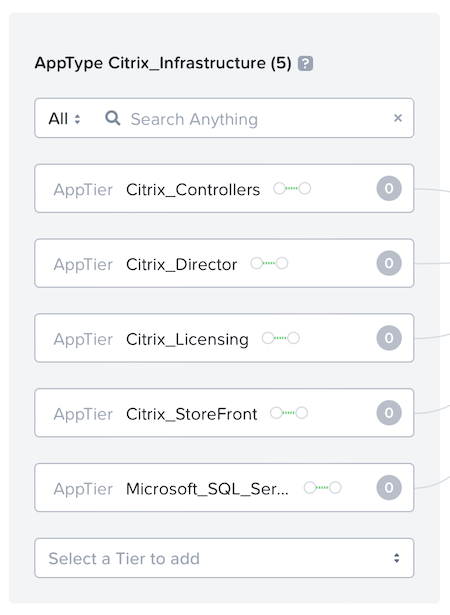 AppType Citrix_Infrastructure (5) ?
All Search Anything ×
AppTier Citrix_Controllers 0
AppTier Citrix_Director 0
AppTier Citrix_Licensing 0
AppTier Citrix_StoreFront 0
AppTier Microsoft_SQL_Ser... 0
Select a Tier to add